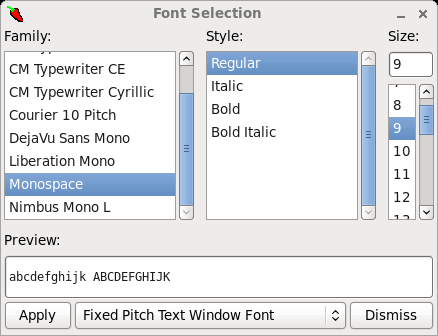 Font Selection
Family:
Style:
Size:
CM Typewriter CE
CM Typewriter Cyrillic
Courier 10 Pitch
DejaVu Sans Mono
Liberation Mono
Monospace
Nimbus Mono L
Regular
Italic
Bold
Bold Italic
9
8
9
10
11
12
Preview:
abcdefghijk ABCDEFGHIJK
Apply
Fixed Pitch Text Window Font
Dismiss